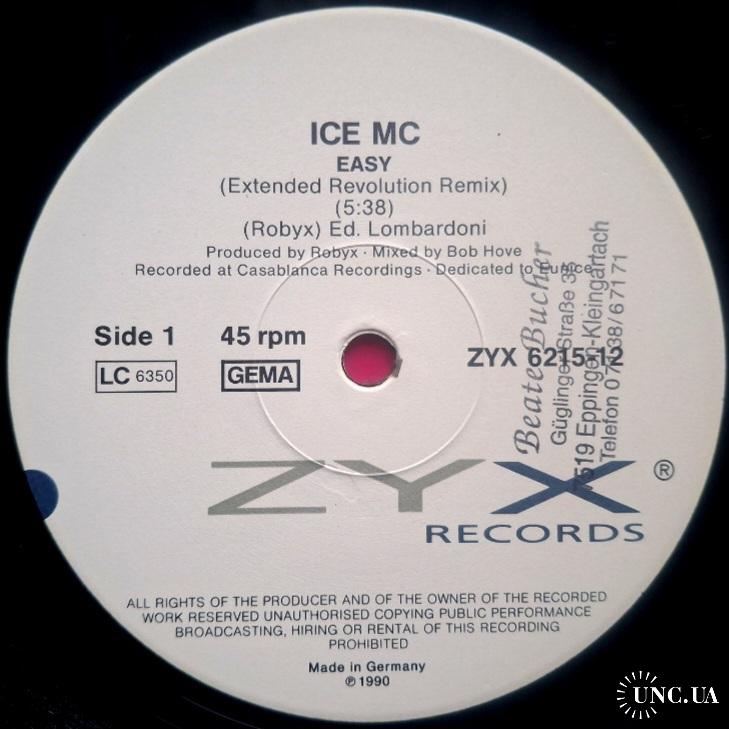 ICE MC
EASY
(Extended Revolution Remix)
(5:38)
(Robyx) Ed. Lombardoni
Produced by Robyx · Mixed by Bob Hove
Recorded at Casablanca Recordings · Dedicated to
Side 1 45 rpm
LC 6350 GEMA
ZYX 6215-12
Beate Bucher
Güglinger Straße 36
7519 Eppingen-Kleingartach
Telefon 07138/67171
ZYX ®
RECORDS
ALL RIGHTS OF THE PRODUCER AND OF THE OWNER OF THE RECORDED
WORK RESERVED UNAUTHORISED COPYING PUBLIC PERFORMANCE
BROADCASTING, HIRING OR RENTAL OF THIS RECORDING
PROHIBITED
Made in Germany
℗ 1990
UNC.UA